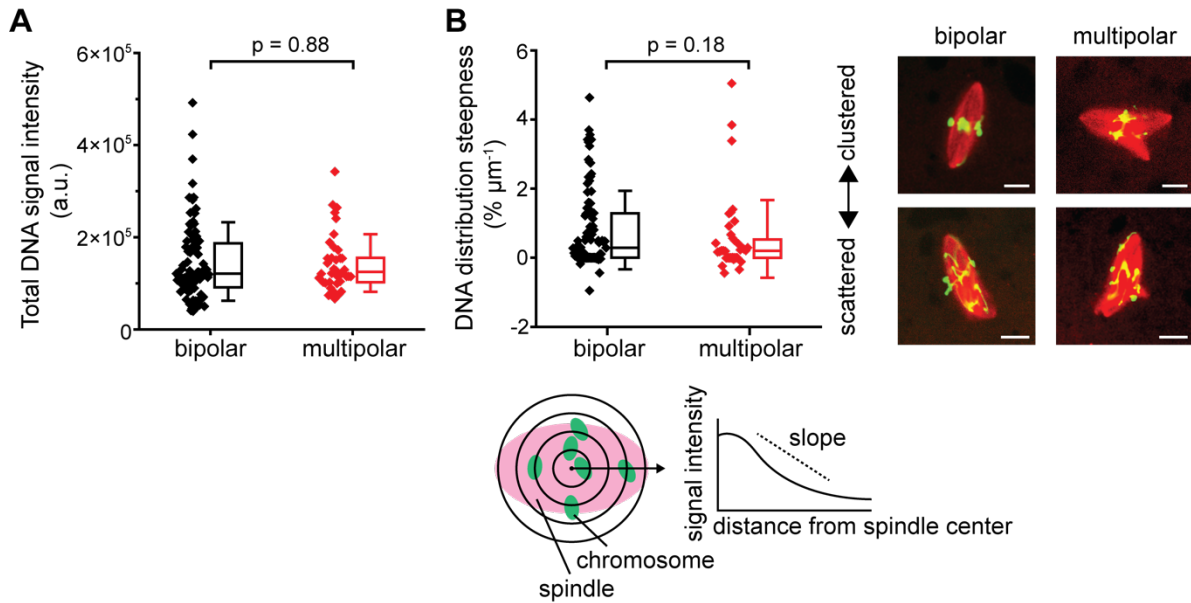 A
p = 0.88
Total DNA signal intensity
(a.u.)
6×10⁵
4×10⁵
2×10⁵
0
bipolar
multipolar
B
p = 0.18
DNA distribution steepness
(% μm⁻¹)
6
4
2
0
-2
bipolar
multipolar
scattered
clustered
bipolar
multipolar
chromosome
spindle
signal intensity
slope
distance from spindle center